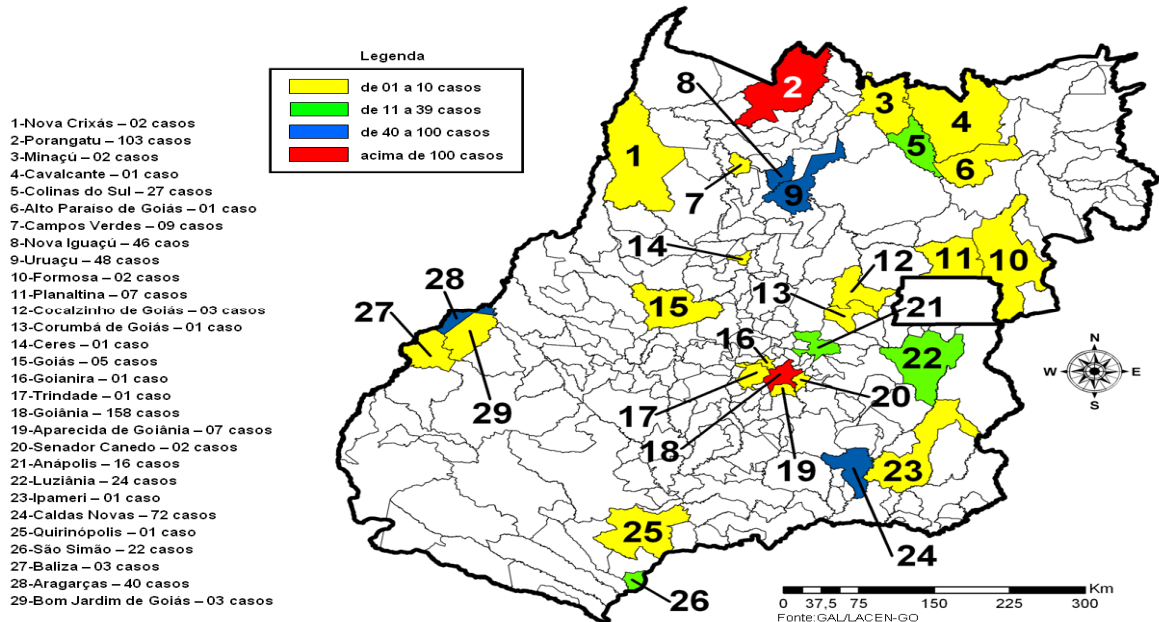 Legenda
de 01 a 10 casos
de 11 a 39 casos
de 40 a 100 casos
acima de 100 casos
1-Nova Crixás – 02 casos
2-Porangatu – 103 casos
3-Minaçú – 02 casos
4-Cavalcante – 01 caso
5-Colinas do Sul – 27 casos
6-Alto Paraíso de Goiás – 01 caso
7-Campos Verdes – 09 casos
8-Nova Iguaçú – 46 caos
9-Uruaçu – 48 casos
10-Formosa – 02 casos
11-Planaltina – 07 casos
12-Cocalzinho de Goiás – 03 casos
13-Corumbá de Goiás – 01 caso
14-Ceres – 01 caso
15-Goiás – 05 casos
16-Goianira – 01 caso
17-Trindade – 01 caso
18-Goiânia – 158 casos
19-Aparecida de Goiânia – 07 casos
20-Senador Canedo – 02 casos
21-Anápolis – 16 casos
22-Luziânia – 24 casos
23-Ipameri – 01 caso
24-Caldas Novas – 72 casos
25-Quirinópolis – 01 caso
26-São Simão – 22 casos
27-Baliza – 03 casos
28-Aragarças – 40 casos
29-Bom Jardim de Goiás – 03 casos
1
2
3
4
5
6
7
8
9
10
11
12
13
14
15
16
17
18
19
20
21
22
23
24
25
26
27
28
29
N
W
E
S
Km
0 37,5 75 150 225 300
Fonte:GAL/LACEN-GO